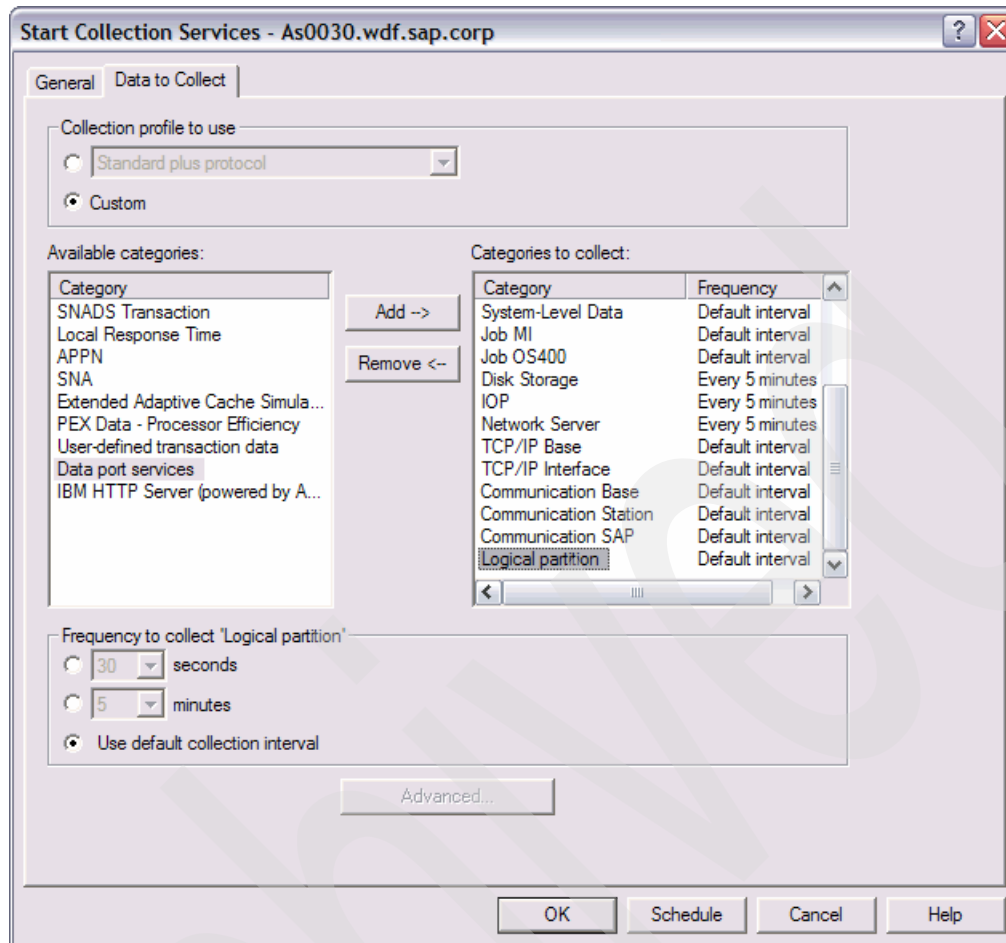 Start Collection Services - As0030.wdf.sap.corp
General Data to Collect
Collection profile to use
Standard plus protocol
Custom
Available categories: Categories to collect:
Category
SNADS Transaction
Local Response Time
APPN
SNA
Extended Adaptive Cache Simula...
PEX Data - Processor Efficiency
User-defined transaction data
Data port services
IBM HTTP Server (powered by A...
Add -->
Remove <--
Category Frequency
System-Level Data Default interval
Job MI Default interval
Job OS400 Default interval
Disk Storage Every 5 minutes
IOP Every 5 minutes
Network Server Every 5 minutes
TCP/IP Base Default interval
TCP/IP Interface Default interval
Communication Base Default interval
Communication Station Default interval
Communication SAP Default interval
Logical partition Default interval
Frequency to collect 'Logical partition'
30 seconds
5 minutes
Use default collection interval
Advanced...
OK Schedule Cancel Help